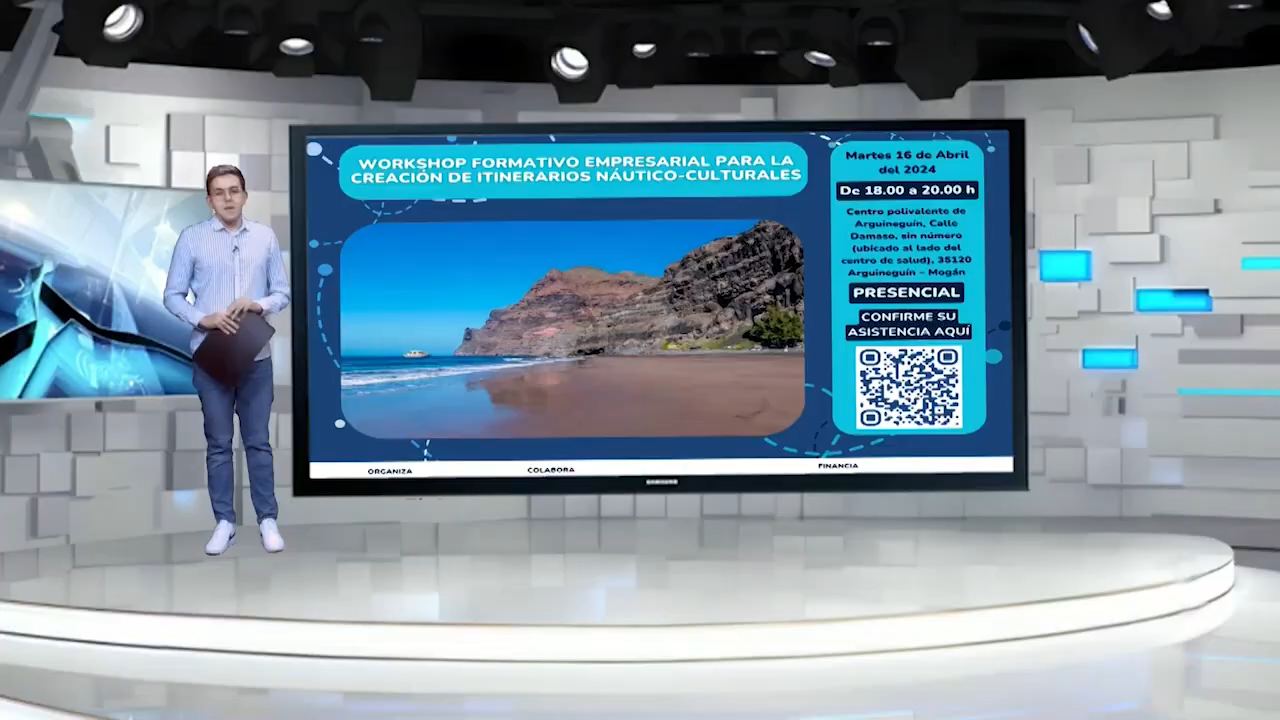 WORKSHOP FORMATIVO EMPRESARIAL PARA LA
CREACIÓN DE ITINERARIOS NÁUTICO-CULTURALES
Martes 16 de Abril
del 2024
De 18.00 a 20.00 h
Centro polivalente de
Arguineguín, Calle
Damaso, sin número
(ubicado al lado del
centro de salud), 35120
Arguineguín – Mogán
PRESENCIAL
CONFIRME SU
ASISTENCIA AQUÍ
ORGANIZA
COLABORA
FINANCIA
SAMSUNG